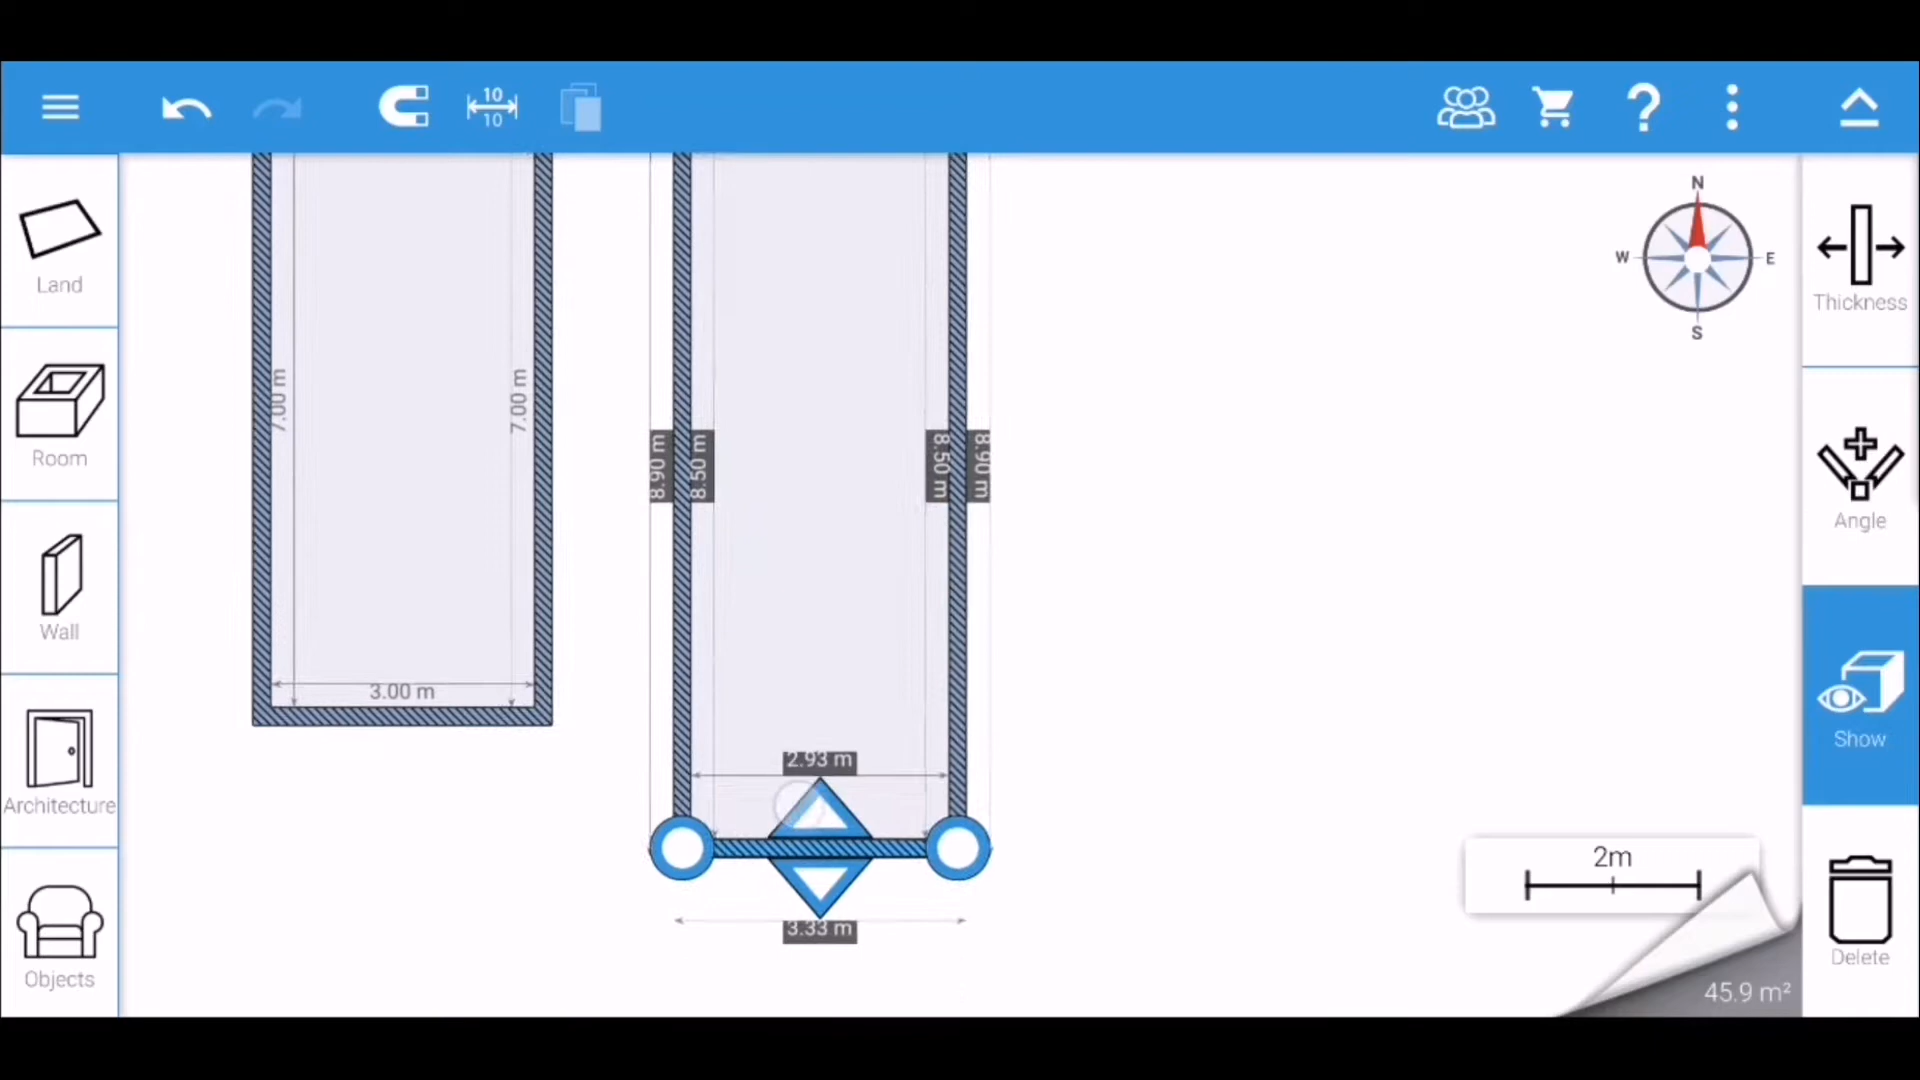 10
10
N
W
E
S
Land
Room
Wall
Architecture
Objects
7.00 m
7.00 m
3.00 m
8.90 m
8.50 m
8.50 m
8.90 m
2.93 m
3.33 m
2m
45.9 m²
Thickness
Angle
Show
Delete